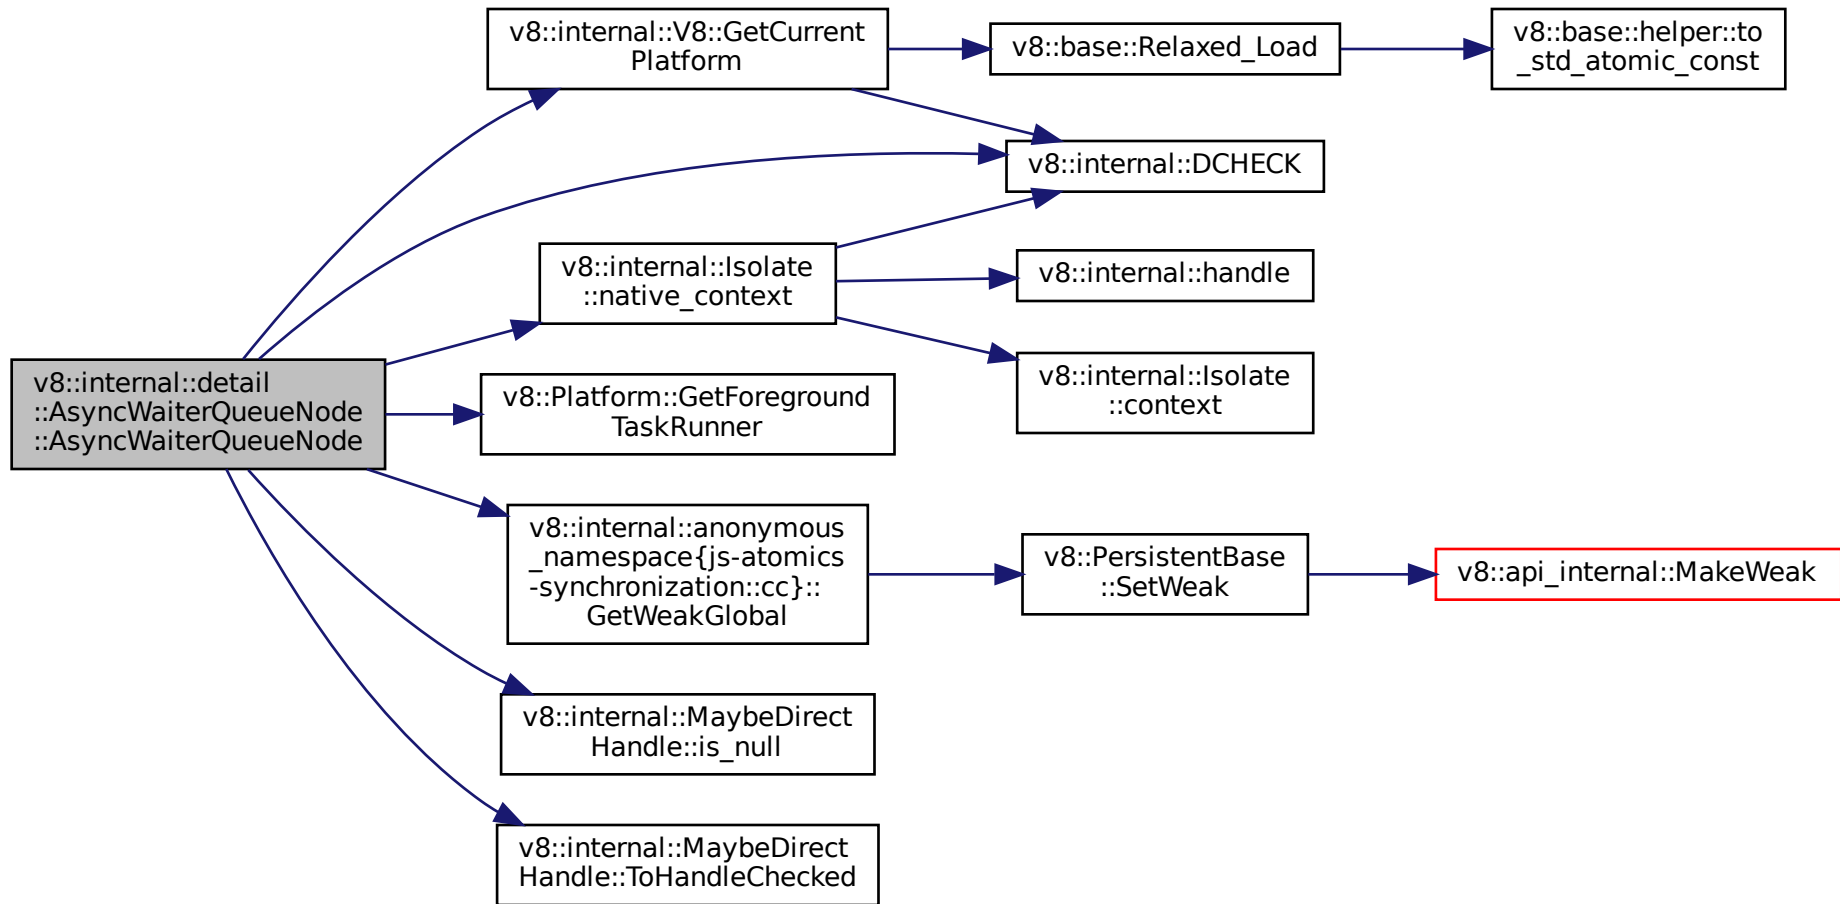 v8::internal::V8::GetCurrent
Platform
v8::base::Relaxed_Load
v8::base::helper::to
_std_atomic_const
v8::internal::DCHECK
v8::internal::Isolate
::native_context
v8::internal::handle
v8::internal::Isolate
::context
v8::internal::detail
::AsyncWaiterQueueNode
::AsyncWaiterQueueNode
v8::Platform::GetForeground
TaskRunner
v8::internal::anonymous
_namespace{js-atomics
-synchronization::cc}::
GetWeakGlobal
v8::PersistentBase
::SetWeak
v8::api_internal::MakeWeak
v8::internal::MaybeDirect
Handle::is_null
v8::internal::MaybeDirect
Handle::ToHandleChecked